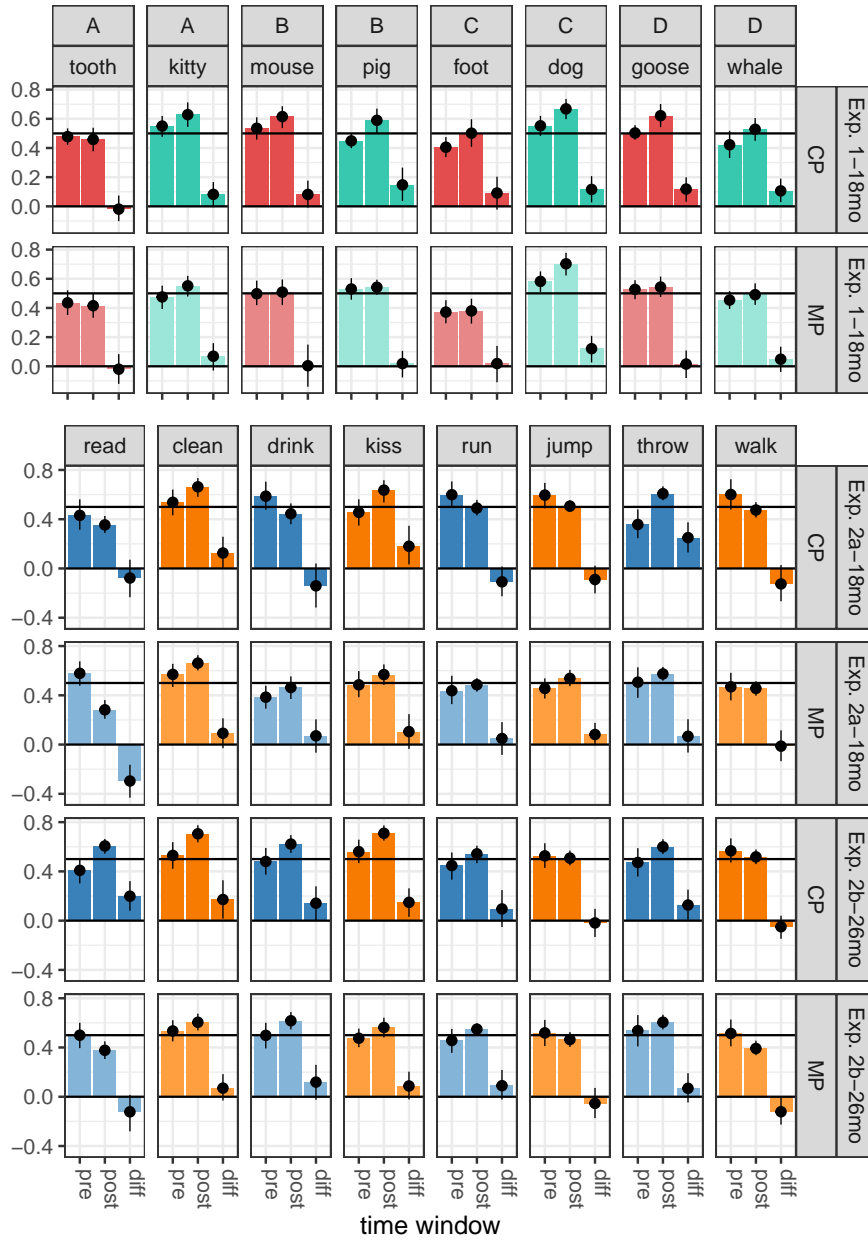 A A B B C C D D
tooth kitty mouse pig foot dog goose whale
0.8
0.6
0.4
0.2
0.0
CP Exp. 1−18mo
0.8
0.6
0.4
0.2
0.0
MP Exp. 1−18mo
read clean drink kiss run jump throw walk
0.8
0.4
0.0
−0.4
CP Exp. 2a−18mo
0.8
0.4
0.0
−0.4
MP Exp. 2a−18mo
0.8
0.4
0.0
−0.4
CP Exp. 2b−26mo
0.8
0.4
0.0
−0.4
MP Exp. 2b−26mo
pre post diff pre post diff pre post diff pre post diff pre post diff pre post diff pre post diff pre post diff
time window